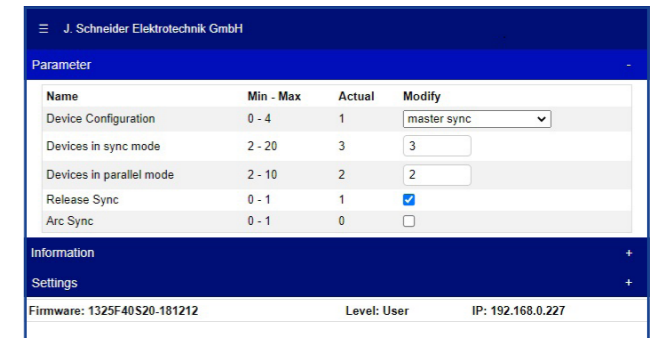 ☰ J. Schneider Elektrotechnik GmbH
Parameter -
Name Min - Max Actual Modify
Device Configuration 0 - 4 1 master sync
Devices in sync mode 2 - 20 3 3
Devices in parallel mode 2 - 10 2 2
Release Sync 0 - 1 1
Arc Sync 0 - 1 0
Information +
Settings +
Firmware: 1325F40S20-181212 Level: User IP: 192.168.0.227